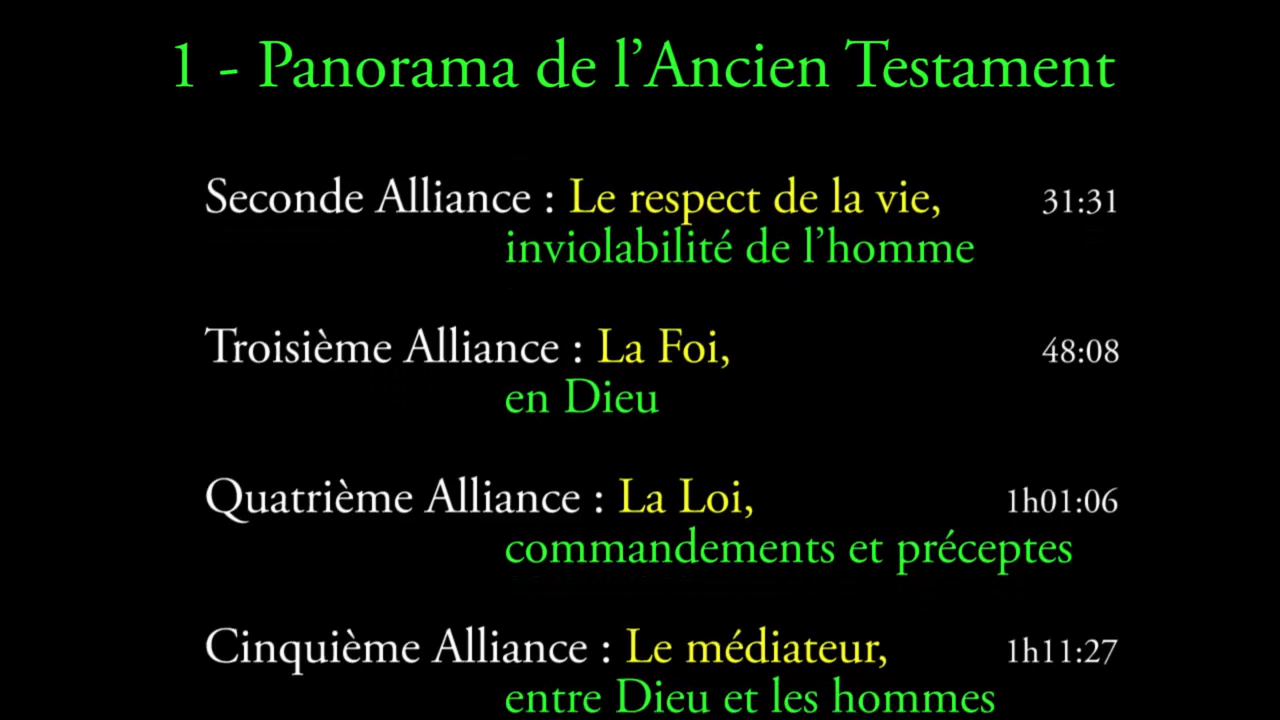 1 - Panorama de l’Ancien Testament
Seconde Alliance : Le respect de la vie, 31:31
inviolabilité de l’homme
Troisième Alliance : La Foi, 48:08
en Dieu
Quatrième Alliance : La Loi, 1h01:06
commandements et préceptes
Cinquième Alliance : Le médiateur, 1h11:27
entre Dieu et les hommes